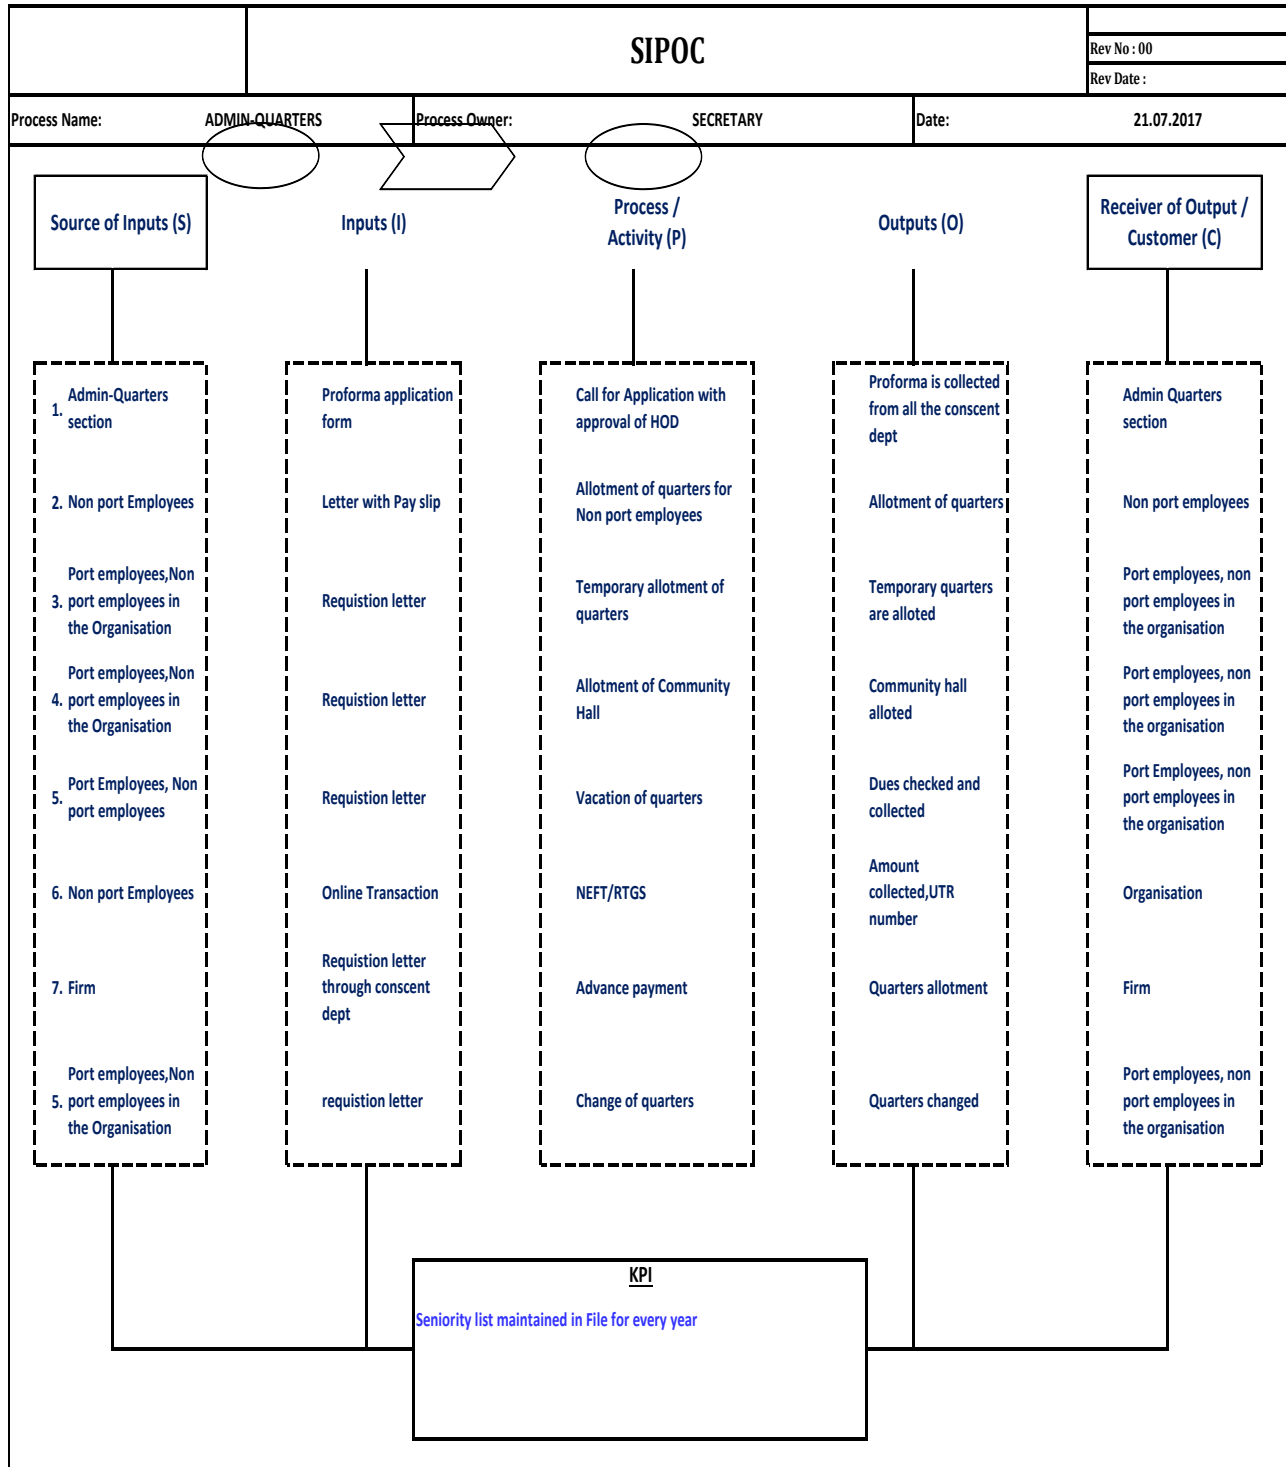 SIPOC
Rev No : 00
Rev Date :
Process Name: ADMIN-QUARTERS Process Owner: SECRETARY Date: 21.07.2017
Source of Inputs (S)
Inputs (I)
Process /
Activity (P)
Outputs (O)
Receiver of Output /
Customer (C)
1.
Admin-Quarters
section
Proforma application
form
Call for Application with
approval of HOD
Proforma is collected
from all the conscent
dept
Admin Quarters
section
2. Non port Employees
Letter with Pay slip
Allotment of quarters for
Non port employees
Allotment of quarters
Non port employees
Port employees,Non
3. port employees in
the Organisation
Requistion letter
Temporary allotment of
quarters
Temporary quarters
are alloted
Port employees, non
port employees in
the organisation
Port employees,Non
4. port employees in
the Organisation
Requistion letter
Allotment of Community
Hall
Community hall
alloted
Port employees, non
port employees in
the organisation
5.
Port Employees, Non
port employees
Requistion letter
Vacation of quarters
Dues checked and
collected
Port Employees, non
port employees in
the organisation
6. Non port Employees
Online Transaction
NEFT/RTGS
Amount
collected,UTR
number
Organisation
7. Firm
Requistion letter
through conscent
dept
Advance payment
Quarters allotment
Firm
Port employees,Non
5. port employees in
the Organisation
requistion letter
Change of quarters
Quarters changed
Port employees, non
port employees in
the organisation
KPI
Seniority list maintained in File for every year